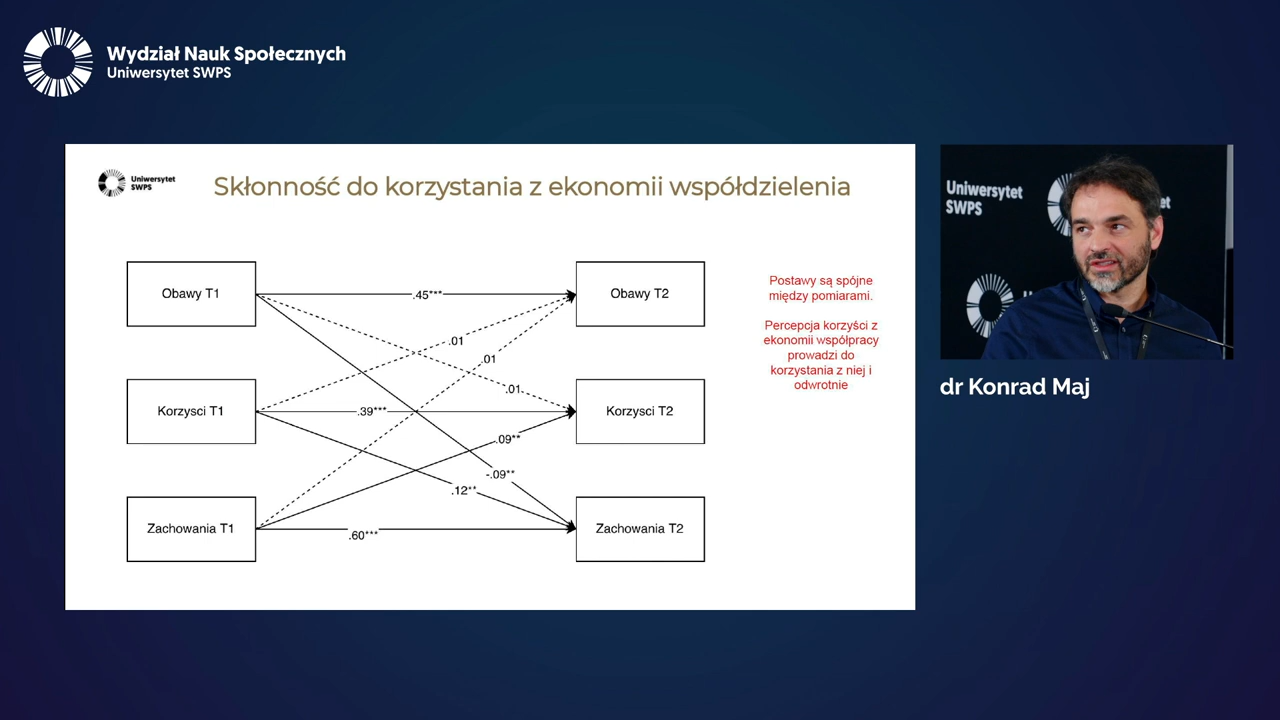 Wydział Nauk Społecznych
Uniwersytet SWPS
Uniwersytet
SWPS
Skłonność do korzystania z ekonomii współdzielenia
Obawy T1
.45***
Obawy T2
.01
.01
.01
Korzysci T1
.39***
Korzysci T2
.09**
-.09**
.12**
Zachowania T1
.60***
Zachowania T2
Postawy są spójne
między pomiarami.
Percepcja korzyści z
ekonomii współpracy
prowadzi do
korzystania z niej i
odwrotnie
Uniwersytet
SWPS
et
dr Konrad Maj